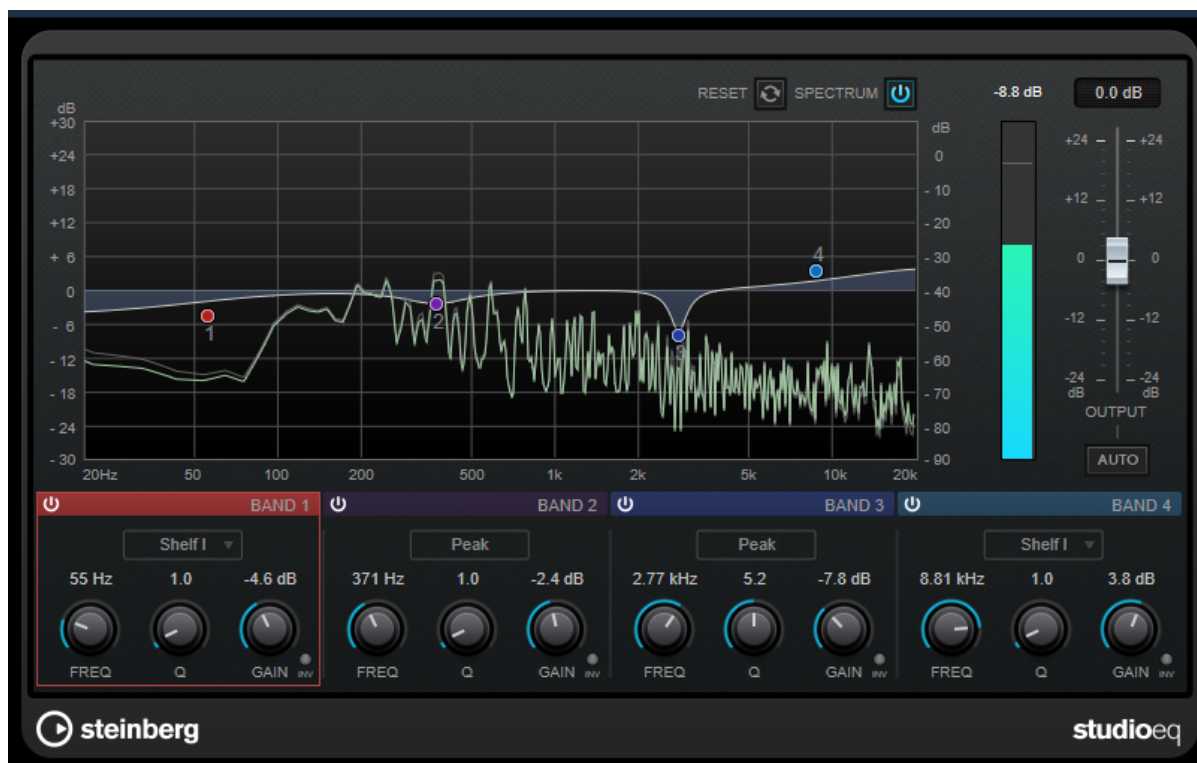 RESET SPECTRUM -8.8 dB 0.0 dB
dB
+30
+24
+18
+12
+ 6
0
- 6
- 12
- 18
- 24
- 30
1
2
3
4
dB
0
- 10
- 20
- 30
- 40
- 50
- 60
- 70
- 80
- 90
20Hz 50 100 200 500 1k 2k 5k 10k 20k
+24 +24
+12 +12
0 0
-12 -12
-24 -24
dB dB
OUTPUT
AUTO
BAND 1 BAND 2 BAND 3 BAND 4
Shelf I Peak Peak Shelf I
55 Hz 1.0 -4.6 dB 371 Hz 1.0 -2.4 dB 2.77 kHz 5.2 -7.8 dB 8.81 kHz 1.0 3.8 dB
FREQ Q GAIN INV FREQ Q GAIN INV FREQ Q GAIN INV FREQ Q GAIN INV
steinberg studioeq